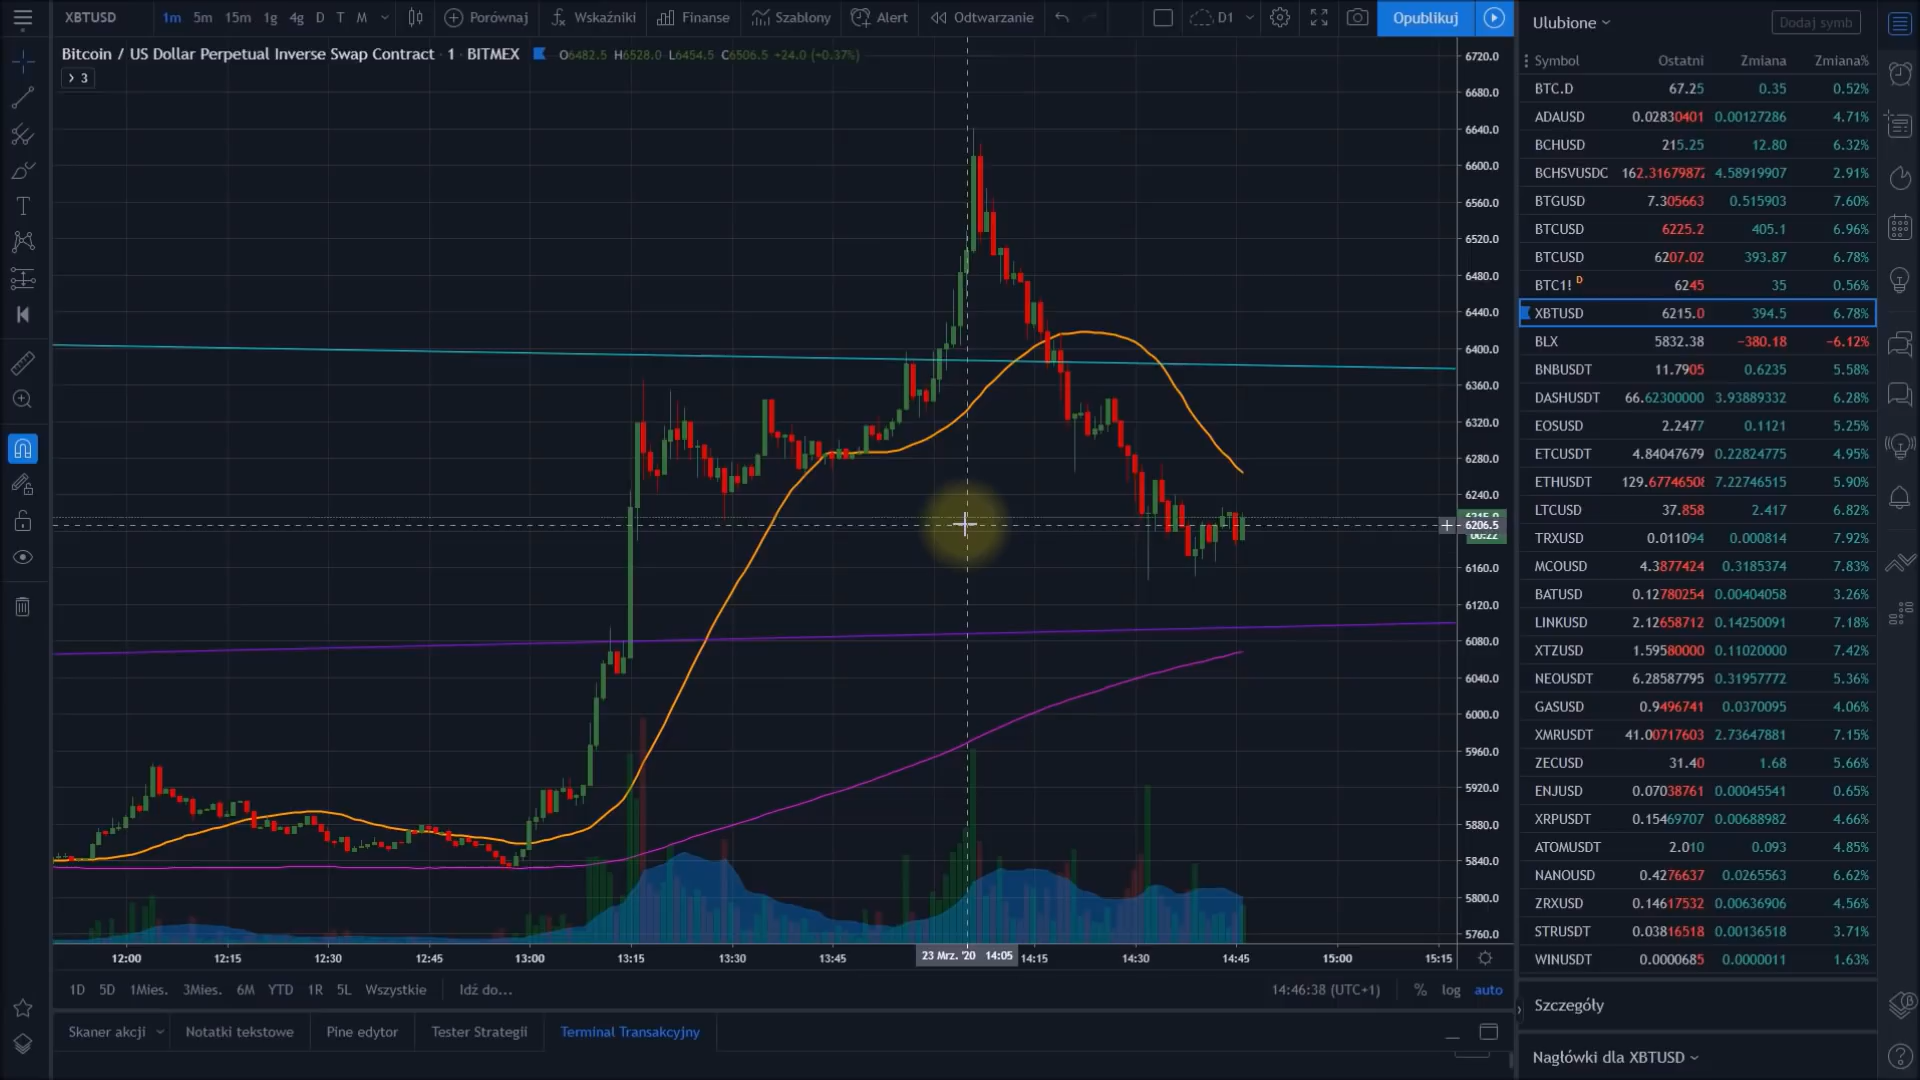 XBTUSD 1m 5m 15m 1g 4g D T M Porównaj Wskaźniki Finanse Szablony Alert Odtwarzanie D1 Opublikuj
Bitcoin / US Dollar Perpetual Inverse Swap Contract · 1 · BITMEX O6482.5 H6528.0 L6454.5 C6506.5 +24.0 (+0.37%)
3
6720.0
6680.0
6640.0
6600.0
6560.0
6520.0
6480.0
6440.0
6400.0
6360.0
6320.0
6280.0
6240.0
6206.5
00:22
6160.0
6120.0
6080.0
6040.0
6000.0
5960.0
5920.0
5880.0
5840.0
5800.0
5760.0
12:00 12:15 12:30 12:45 13:00 13:15 13:30 13:45 23 Mrz. '20 14:05 14:15 14:30 14:45 15:00 15:15
1D 5D 1Mies. 3Mies. 6M YTD 1R 5L Wszystkie Idź do... 14:46:38 (UTC+1) % log auto
Skaner akcji Notatki tekstowe Pine edytor Tester Strategii Terminal Transakcyjny
Ulubione Dodaj symb
Symbol Ostatni Zmiana Zmiana%
BTC.D 67.25 0.35 0.52%
ADAUSD 0.02830401 0.00127286 4.71%
BCHUSD 215.25 12.80 6.32%
BCHSVUSDC 162.31679872 4.58919907 2.91%
BTGUSD 7.305663 0.515903 7.60%
BTCUSD 6225.2 405.1 6.96%
BTCUSD 6207.02 393.87 6.78%
BTC1! D 6245 35 0.56%
XBTUSD 6215.0 394.5 6.78%
BLX 5832.38 −380.18 −6.12%
BNBUSDT 11.7905 0.6235 5.58%
DASHUSDT 66.62300000 3.93889332 6.28%
EOSUSD 2.2477 0.1121 5.25%
ETCUSDT 4.84047679 0.22824775 4.95%
ETHUSDT 129.67746508 7.22746515 5.90%
LTCUSD 37.858 2.417 6.82%
TRXUSD 0.011094 0.000814 7.92%
MCOUSD 4.3877424 0.3185374 7.83%
BATUSD 0.12780254 0.00404058 3.26%
LINKUSD 2.12658712 0.14250091 7.18%
XTZUSD 1.59580000 0.11020000 7.42%
NEOUSDT 6.28587795 0.31957772 5.36%
GASUSD 0.9496741 0.0370095 4.06%
XMRUSDT 41.00717603 2.73647881 7.15%
ZECUSD 31.40 1.68 5.66%
ENJUSD 0.07038761 0.00045541 0.65%
XRPUSDT 0.15469707 0.00688982 4.66%
ATOMUSDT 2.010 0.093 4.85%
NANOUSD 0.4276637 0.0265563 6.62%
ZRXUSD 0.14617532 0.00636906 4.56%
STRUSDT 0.03816518 0.00136518 3.71%
WINUSDT 0.0000685 0.0000011 1.63%
Szczegóły
Nagłówki dla XBTUSD